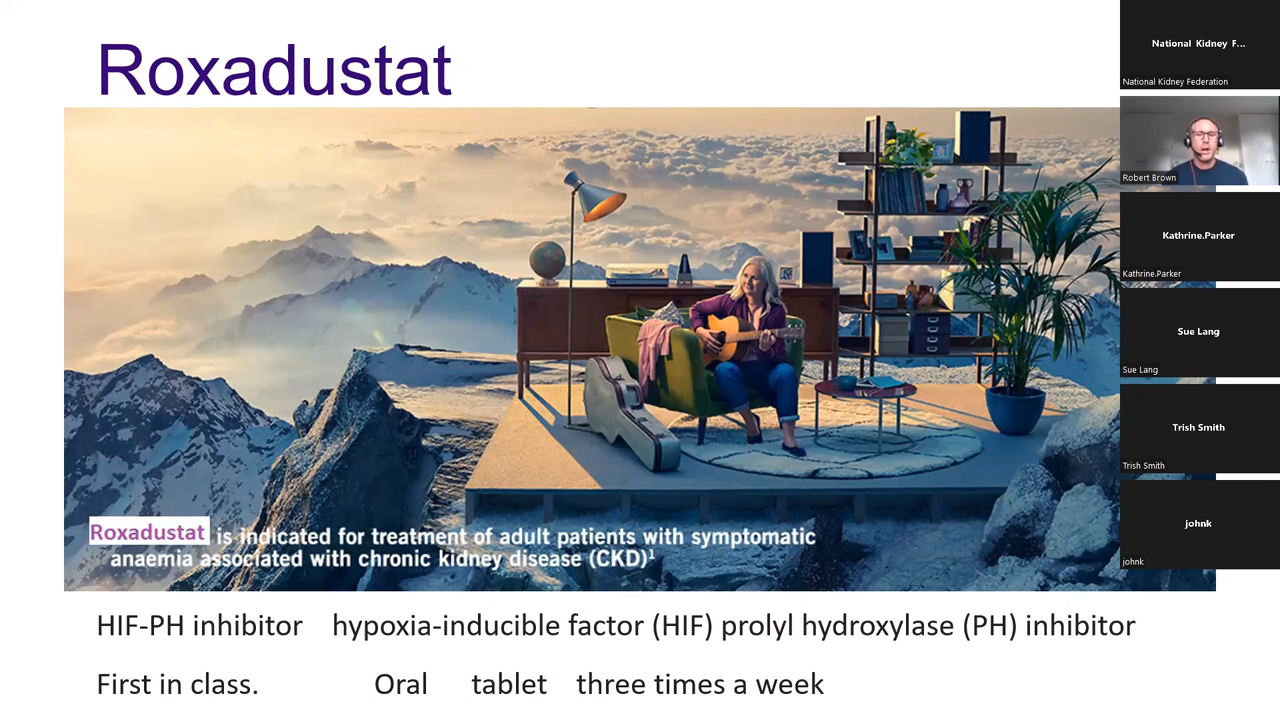 Roxadustat
Roxadustat is indicated for treatment of adult patients with symptomatic
anaemia associated with chronic kidney disease (CKD)¹
HIF-PH inhibitor hypoxia-inducible factor (HIF) prolyl hydroxylase (PH) inhibitor
First in class. Oral tablet three times a week
National Kidney F...
National Kidney Federation
Robert Brown
Kathrine.Parker
Kathrine.Parker
Sue Lang
Sue Lang
Trish Smith
Trish Smith
johnk
johnk